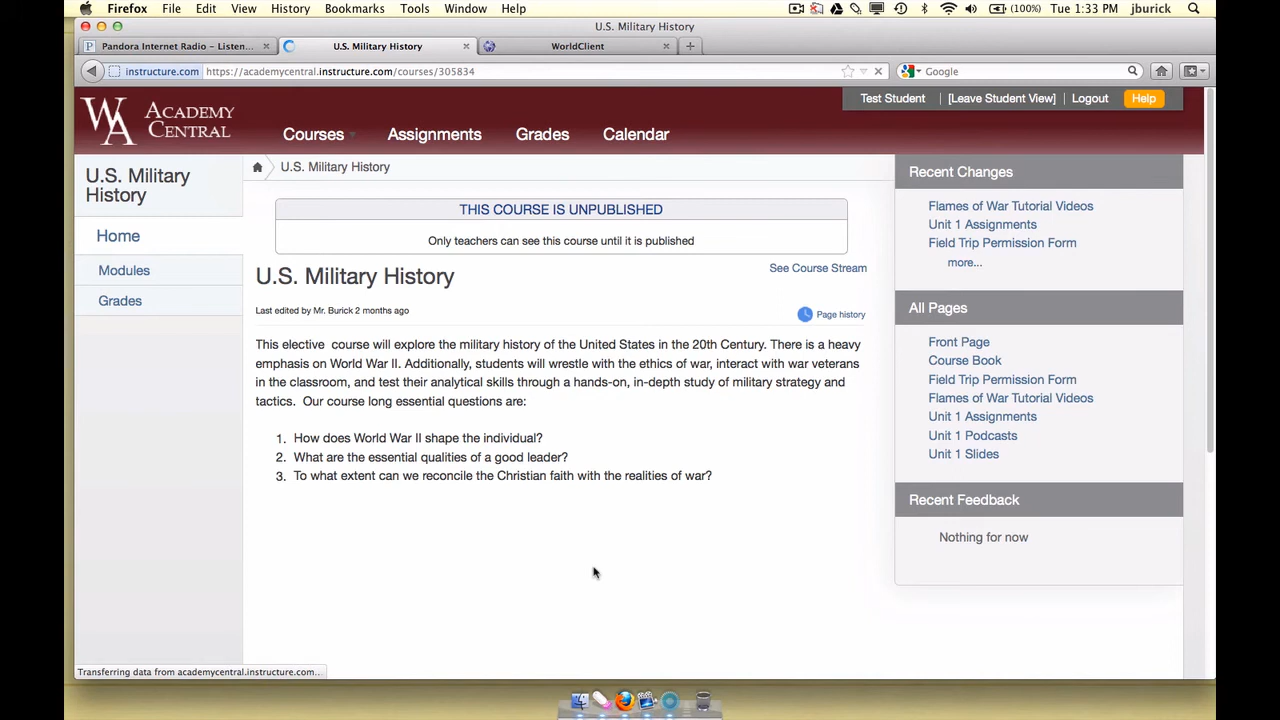 Firefox File Edit View History Bookmarks Tools Window Help (100%) Tue 1:33 PM jburick
U.S. Military History
Pandora Internet Radio – Listen... U.S. Military History WorldClient
instructure.com https://academycentral.instructure.com/courses/305834 Google
Test Student [Leave Student View] Logout Help
WA ACADEMY CENTRAL
Courses Assignments Grades Calendar
U.S. Military
History
Home
Modules
Grades
U.S. Military History
THIS COURSE IS UNPUBLISHED
Only teachers can see this course until it is published
U.S. Military History
See Course Stream
Last edited by Mr. Burick 2 months ago
Page history
This elective course will explore the military history of the United States in the 20th Century. There is a heavy
emphasis on World War II. Additionally, students will wrestle with the ethics of war, interact with war veterans
in the classroom, and test their analytical skills through a hands-on, in-depth study of military strategy and
tactics. Our course long essential questions are:
1. How does World War II shape the individual?
2. What are the essential qualities of a good leader?
3. To what extent can we reconcile the Christian faith with the realities of war?
Recent Changes
Flames of War Tutorial Videos
Unit 1 Assignments
Field Trip Permission Form
more...
All Pages
Front Page
Course Book
Field Trip Permission Form
Flames of War Tutorial Videos
Unit 1 Assignments
Unit 1 Podcasts
Unit 1 Slides
Recent Feedback
Nothing for now
Transferring data from academycentral.instructure.com...